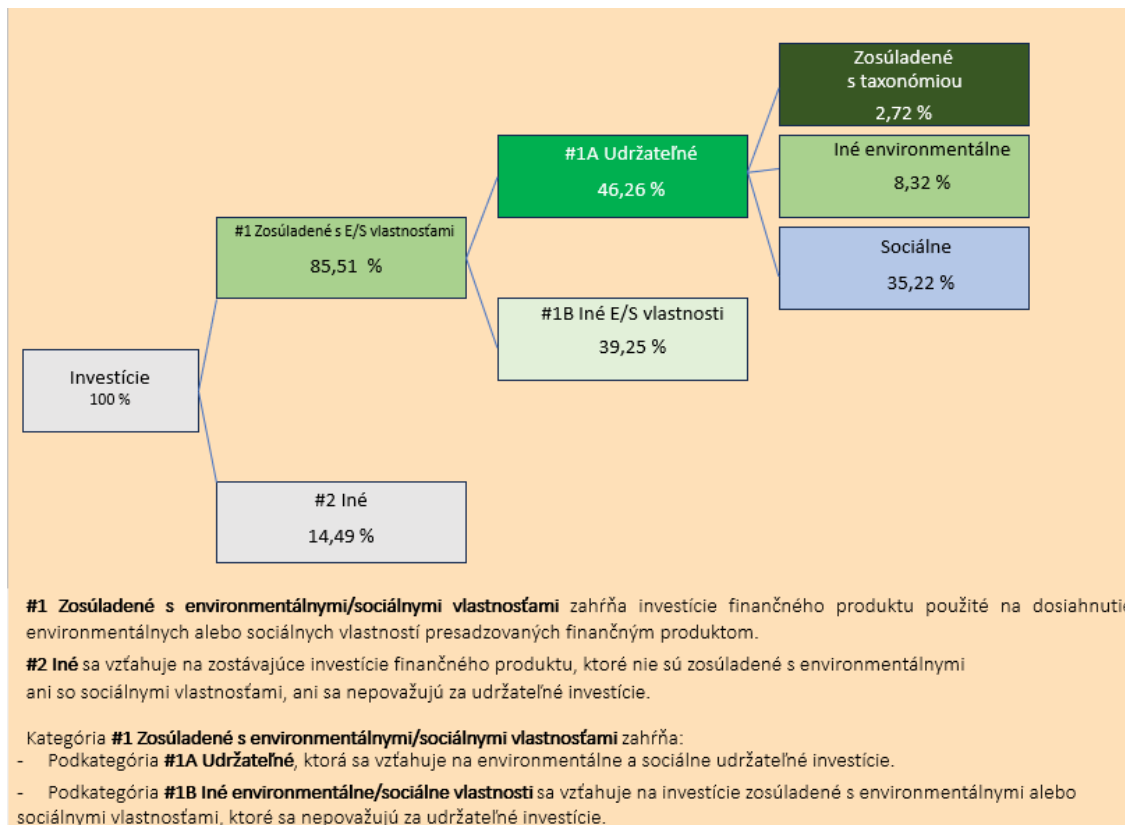 Zosúladené
s taxonómiou
2,72 %
#1A Udržateľné
46,26 %
Iné environmentálne
8,32 %
#1 Zosúladené s E/S vlastnosťami
85,51 %
Sociálne
35,22 %
#1B Iné E/S vlastnosti
39,25 %
Investície
100 %
#2 Iné
14,49 %
#1 Zosúladené s environmentálnymi/sociálnymi vlastnosťami zahŕňa investície finančného produktu použité na dosiahnutie
environmentálnych alebo sociálnych vlastností presadzovaných finančným produktom.
#2 Iné sa vzťahuje na zostávajúce investície finančného produktu, ktoré nie sú zosúladené s environmentálnymi
ani so sociálnymi vlastnosťami, ani sa nepovažujú za udržateľné investície.
Kategória #1 Zosúladené s environmentálnymi/sociálnymi vlastnosťami zahŕňa:
- Podkategória #1A Udržateľné, ktorá sa vzťahuje na environmentálne a sociálne udržateľné investície.
- Podkategória #1B Iné environmentálne/sociálne vlastnosti sa vzťahuje na investície zosúladené s environmentálnymi alebo
sociálnymi vlastnosťami, ktoré sa nepovažujú za udržateľné investície.